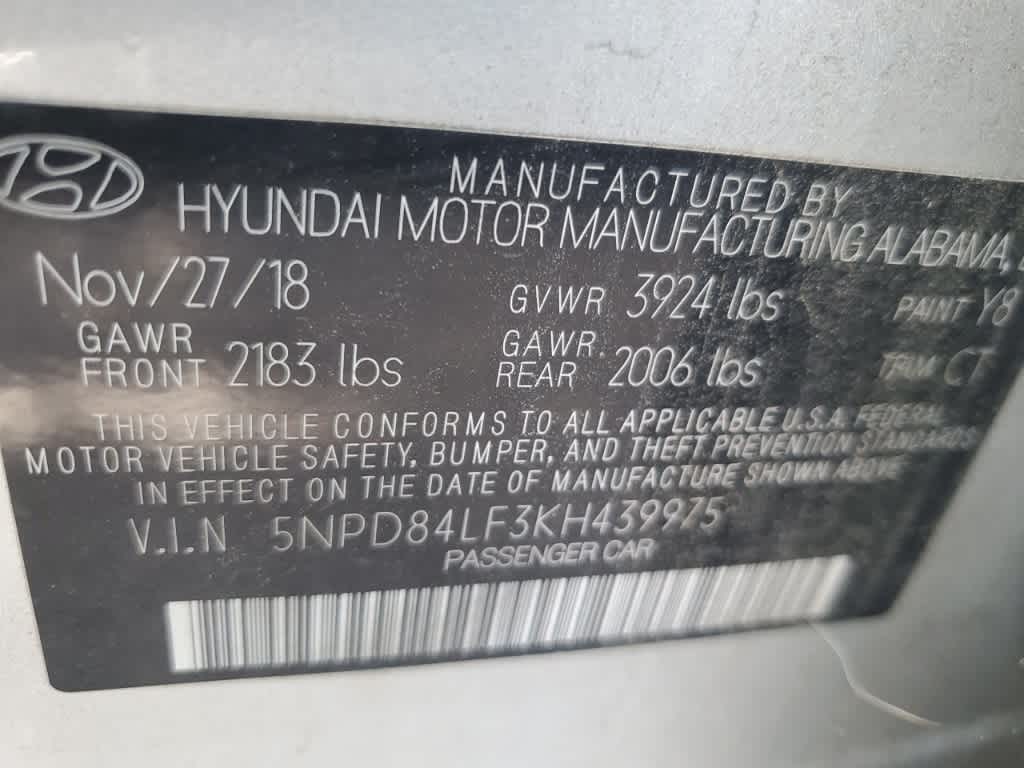 MANUFACTURED BY
HYUNDAI MOTOR MANUFACTURING ALABAMA,
Nov/27/18 GVWR 3924 lbs PAINT Y8
GAWR FRONT 2183 lbs GAWR REAR 2006 lbs TRIM CT
THIS VEHICLE CONFORMS TO ALL APPLICABLE U.S.A. FEDERAL
MOTOR VEHICLE SAFETY, BUMPER, AND THEFT PREVENTION STANDARDS
IN EFFECT ON THE DATE OF MANUFACTURE SHOWN ABOVE
V.I.N 5NPD84LF3KH439975
PASSENGER CAR